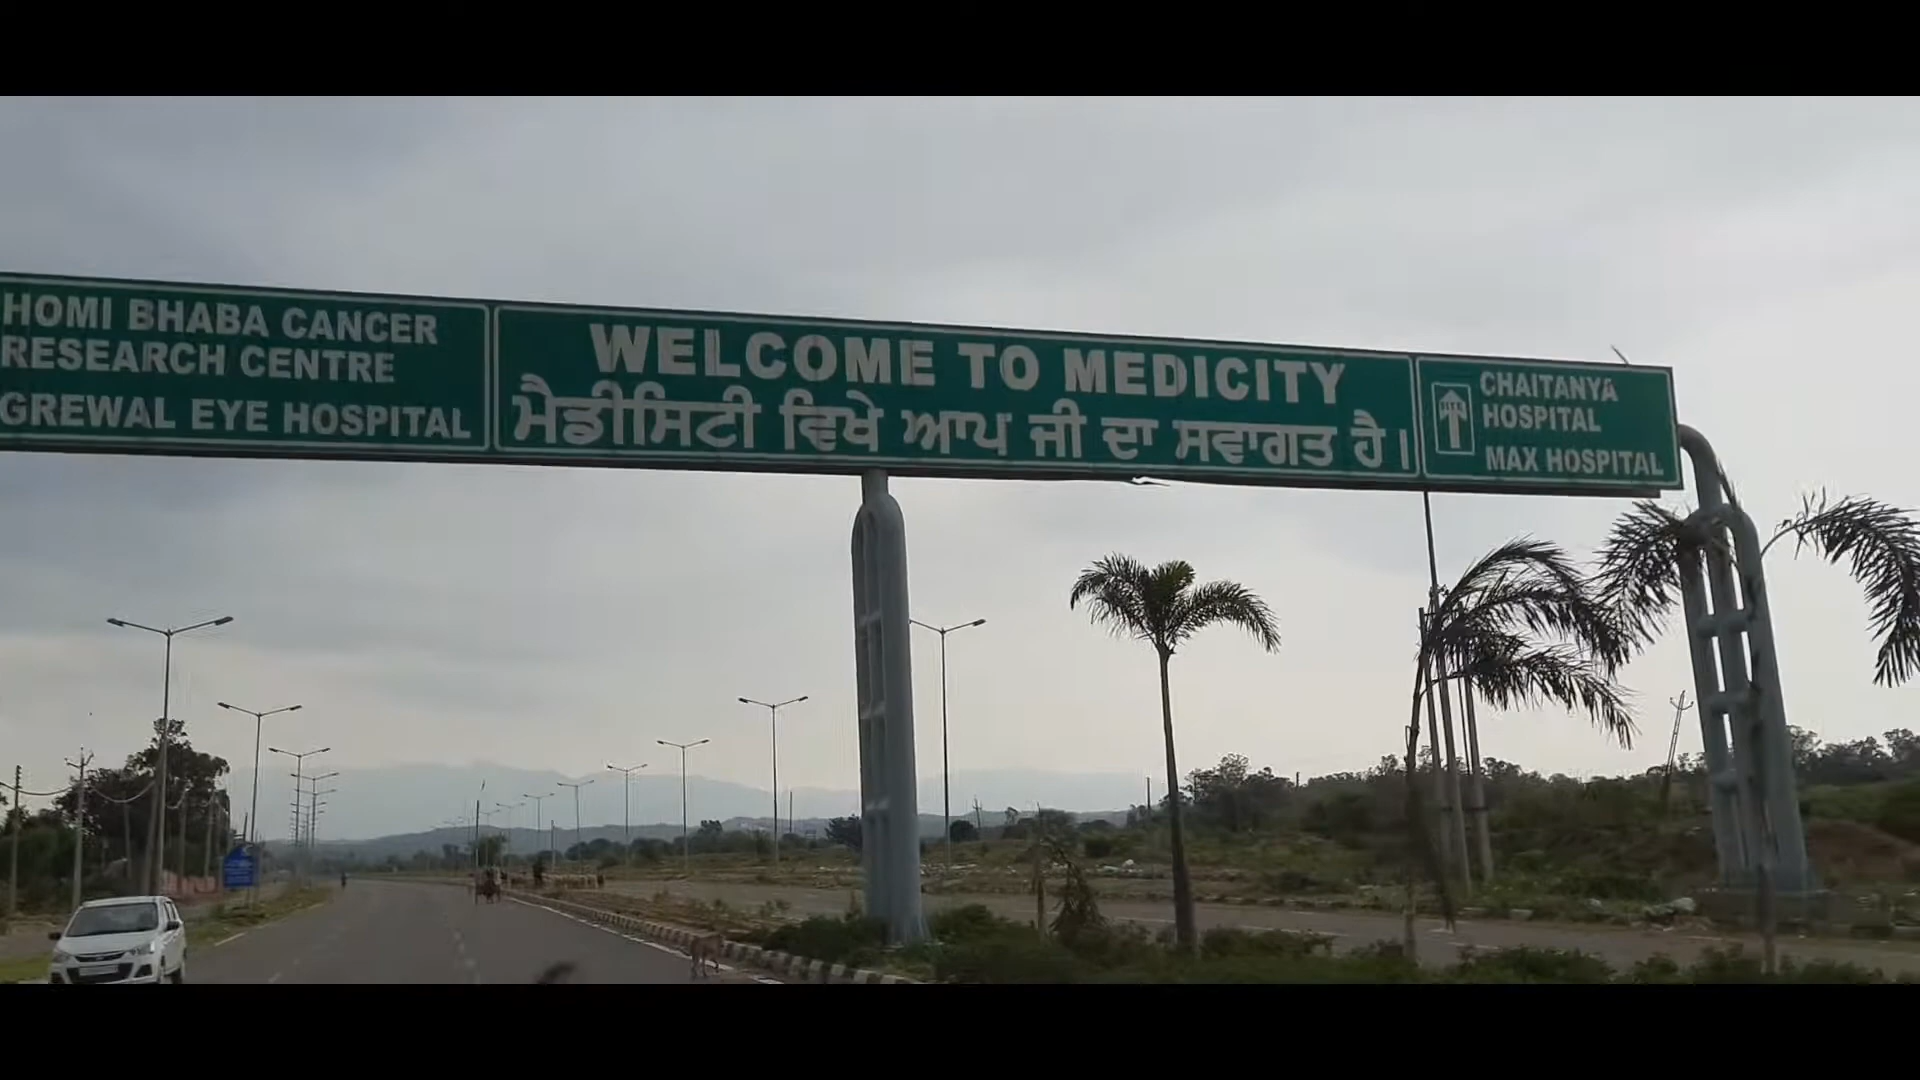 HOMI BHABA CANCER
RESEARCH CENTRE
GREWAL EYE HOSPITAL
WELCOME TO MEDICITY
ਮੈਡੀਸਿਟੀ ਵਿਖੇ ਆਪ ਜੀ ਦਾ ਸਵਾਗਤ ਹੈ।
CHAITANYA
HOSPITAL
MAX HOSPITAL